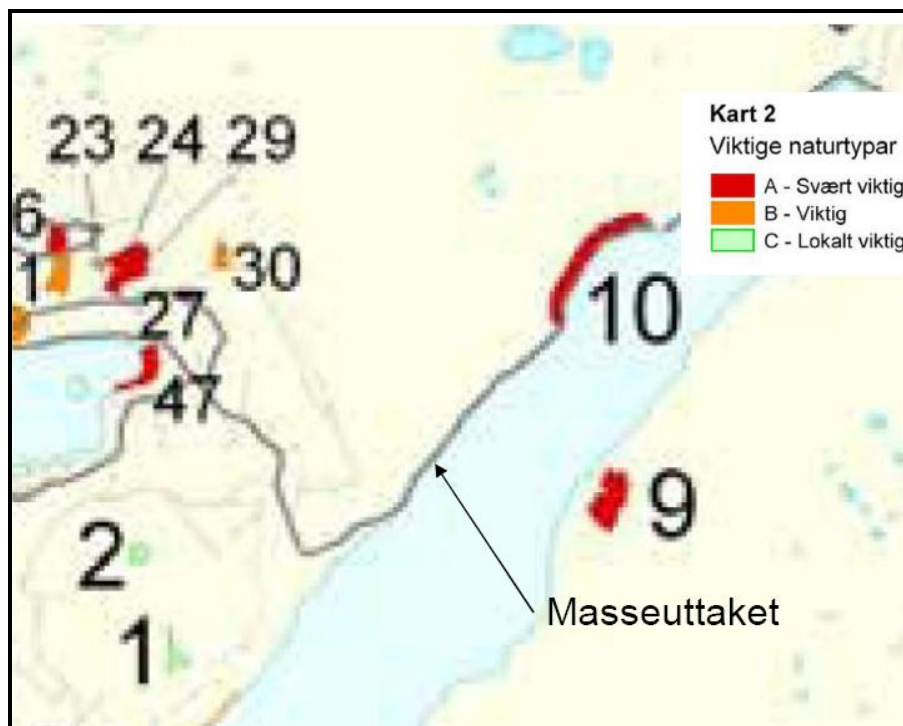 Kart 2
Viktige naturtypar
A - Svært viktig
B - Viktig
C - Lokalt viktig
23 24 29
6
1
30
27
47
10
9
2
1
Masseuttaket